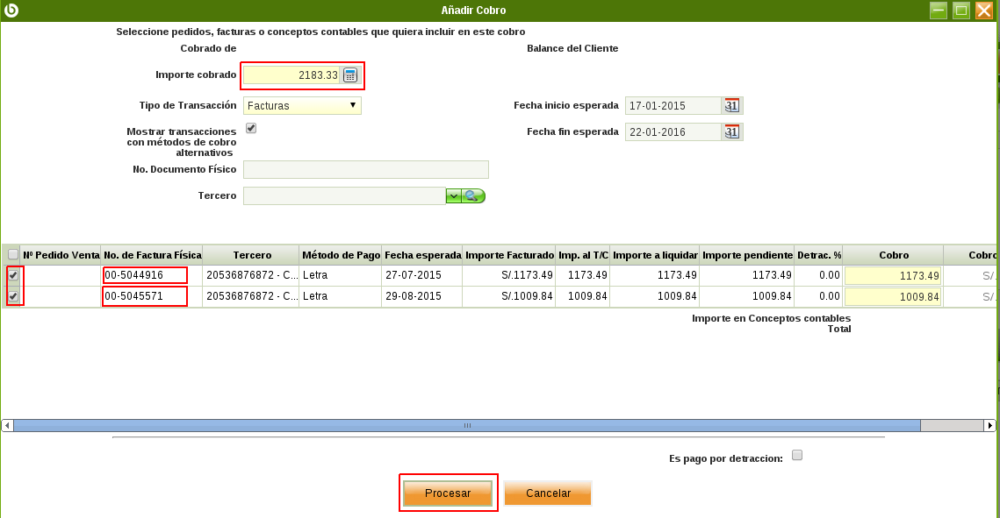 Añadir Cobro
Seleccione pedidos, facturas o conceptos contables que quiera incluir en este cobro
Cobrado de Balance del Cliente
Importe cobrado 2183.33
Tipo de Transacción Facturas Fecha inicio esperada 17-01-2015 31
Mostrar transacciones
con métodos de cobro
alternativos
Fecha fin esperada 22-01-2016 31
No. Documento Físico
Tercero
Nº Pedido Venta No. de Factura Física Tercero Método de Pago Fecha esperada Importe Facturado Imp. al T/C Importe a liquidar Importe pendiente Detrac. % Cobro Cobro
00-5044916 20536876872 - C... Letra 27-07-2015 S/.1173.49 1173.49 1173.49 1173.49 0.00 1173.49 S/.
00-5045571 20536876872 - C... Letra 29-08-2015 S/.1009.84 1009.84 1009.84 1009.84 0.00 1009.84 S/.
Importe en Conceptos contables
Total
Es pago por detraccion:
Procesar Cancelar